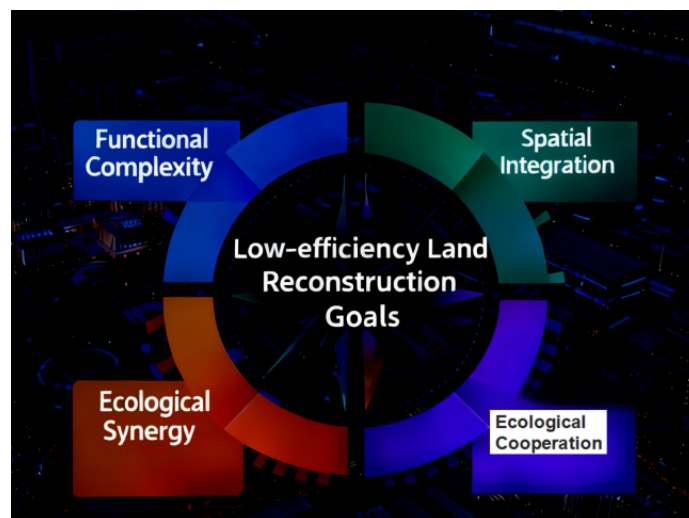 Functional
Complexity
Spatial
Integration
Low-efficiency Land
Reconstruction
Goals
Ecological
Synergy
Ecological
Cooperation